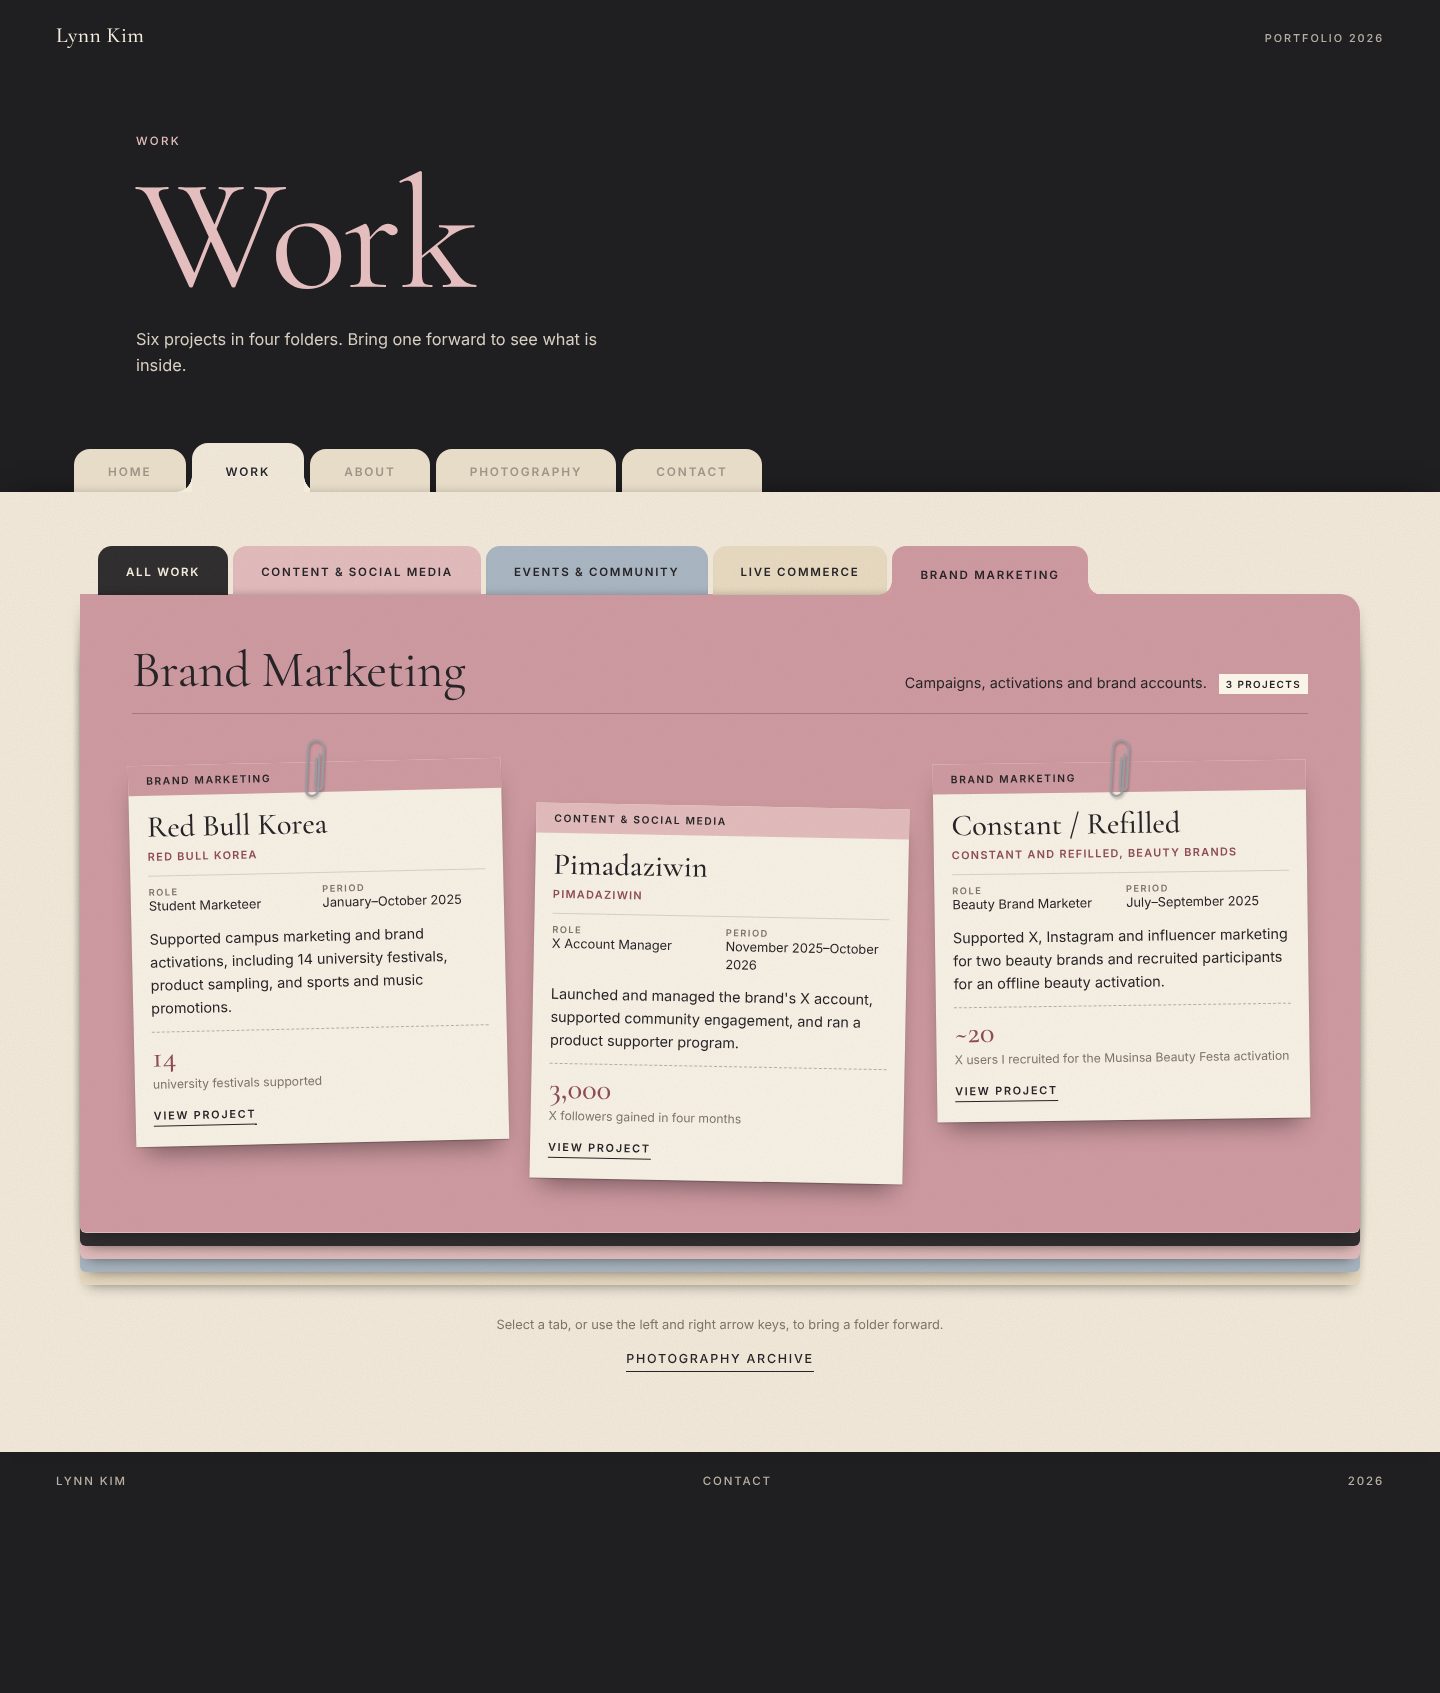 Lynn Kim
PORTFOLIO 2026
WORK
Work
Six projects in four folders. Bring one forward to see what is
inside.
HOME
WORK
ABOUT
PHOTOGRAPHY
CONTACT
ALL WORK
CONTENT & SOCIAL MEDIA
EVENTS & COMMUNITY
LIVE COMMERCE
BRAND MARKETING
Brand Marketing
Campaigns, activations and brand accounts.
3 PROJECTS
BRAND MARKETING
Red Bull Korea
RED BULL KOREA
ROLE
Student Marketeer
PERIOD
January–October 2025
Supported campus marketing and brand
activations, including 14 university festivals,
product sampling, and sports and music
promotions.
14
university festivals supported
VIEW PROJECT
CONTENT & SOCIAL MEDIA
Pimadaziwin
PIMADAZIWIN
ROLE
X Account Manager
PERIOD
November 2025–October
2026
Launched and managed the brand's X account,
supported community engagement, and ran a
product supporter program.
3,000
X followers gained in four months
VIEW PROJECT
BRAND MARKETING
Constant / Refilled
CONSTANT AND REFILLED, BEAUTY BRANDS
ROLE
Beauty Brand Marketer
PERIOD
July–September 2025
Supported X, Instagram and influencer marketing
for two beauty brands and recruited participants
for an offline beauty activation.
~20
X users I recruited for the Musinsa Beauty Festa activation
VIEW PROJECT
Select a tab, or use the left and right arrow keys, to bring a folder forward.
PHOTOGRAPHY ARCHIVE
LYNN KIM
CONTACT
2026